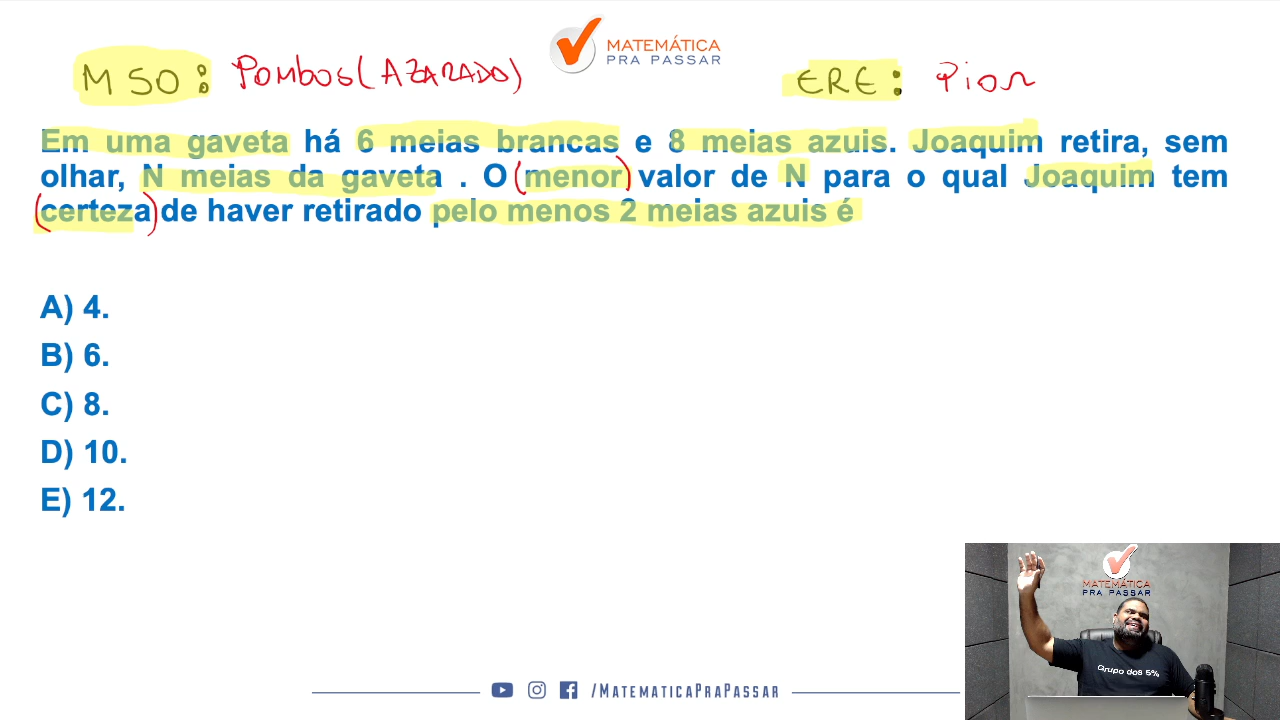 MATEMÁTICA
PRA PASSAR
MSO: POMBOS (AZARADO)
ERE: Pior
Em uma gaveta há 6 meias brancas e 8 meias azuis. Joaquim retira, sem
olhar, N meias da gaveta . O (menor) valor de N para o qual Joaquim tem
(certeza) de haver retirado pelo menos 2 meias azuis é
A) 4.
B) 6.
C) 8.
D) 10.
E) 12.
MATEMÁTICA
PRA PASSAR
Grupo dos 5%
/MATEMATICAPRAPASSAR